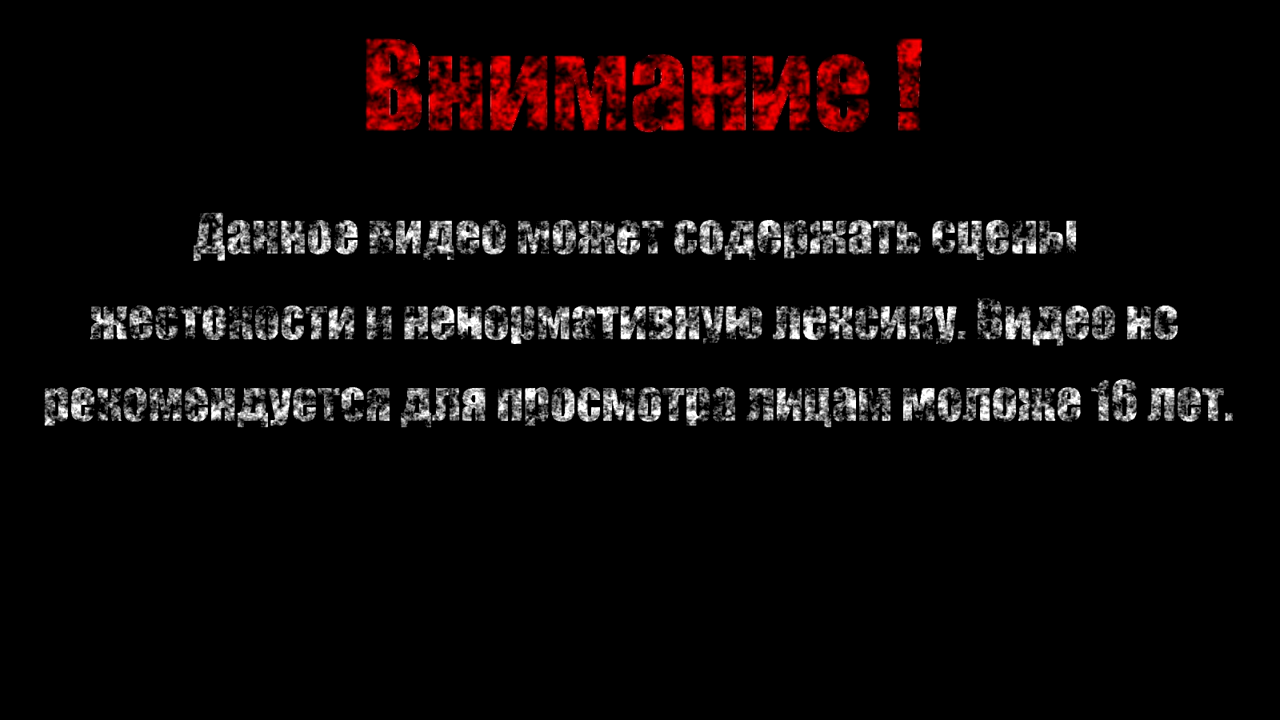 Внимание !
Данное видео может содержать сцены
жестокости и ненормативную лексику. Видео не
рекомендуется для просмотра лицам моложе 16 лет.